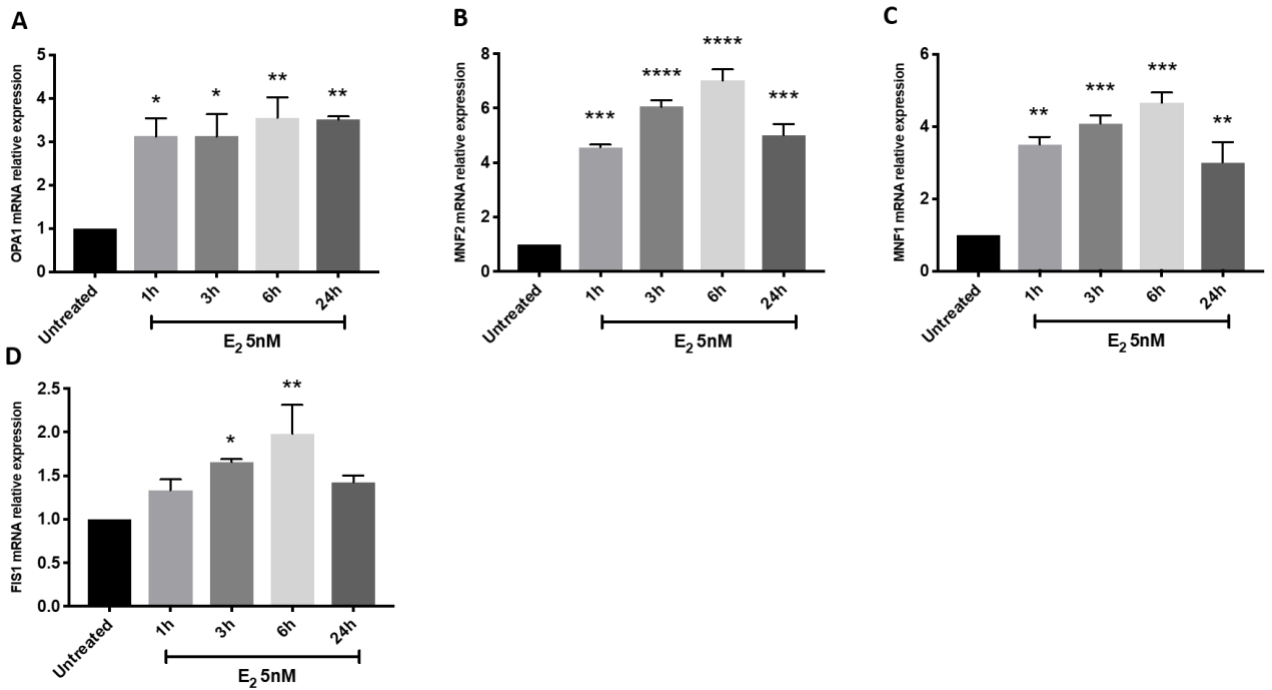 A
OPA1 mRNA relative expression
5
4
3
2
1
0
*
*
**
**
Untreated
1h
3h
6h
24h
E2 5nM
B
MNF2 mRNA relative expression
8
6
4
2
0
***
****
****
***
Untreated
1h
3h
6h
24h
E2 5nM
C
MNF1 mRNA relative expression
6
4
2
0
**
***
***
**
Untreated
1h
3h
6h
24h
E2 5nM
D
FIS1 mRNA relative expression
2.5
2.0
1.5
1.0
0.5
0.0
*
**
Untreated
1h
3h
6h
24h
E2 5nM